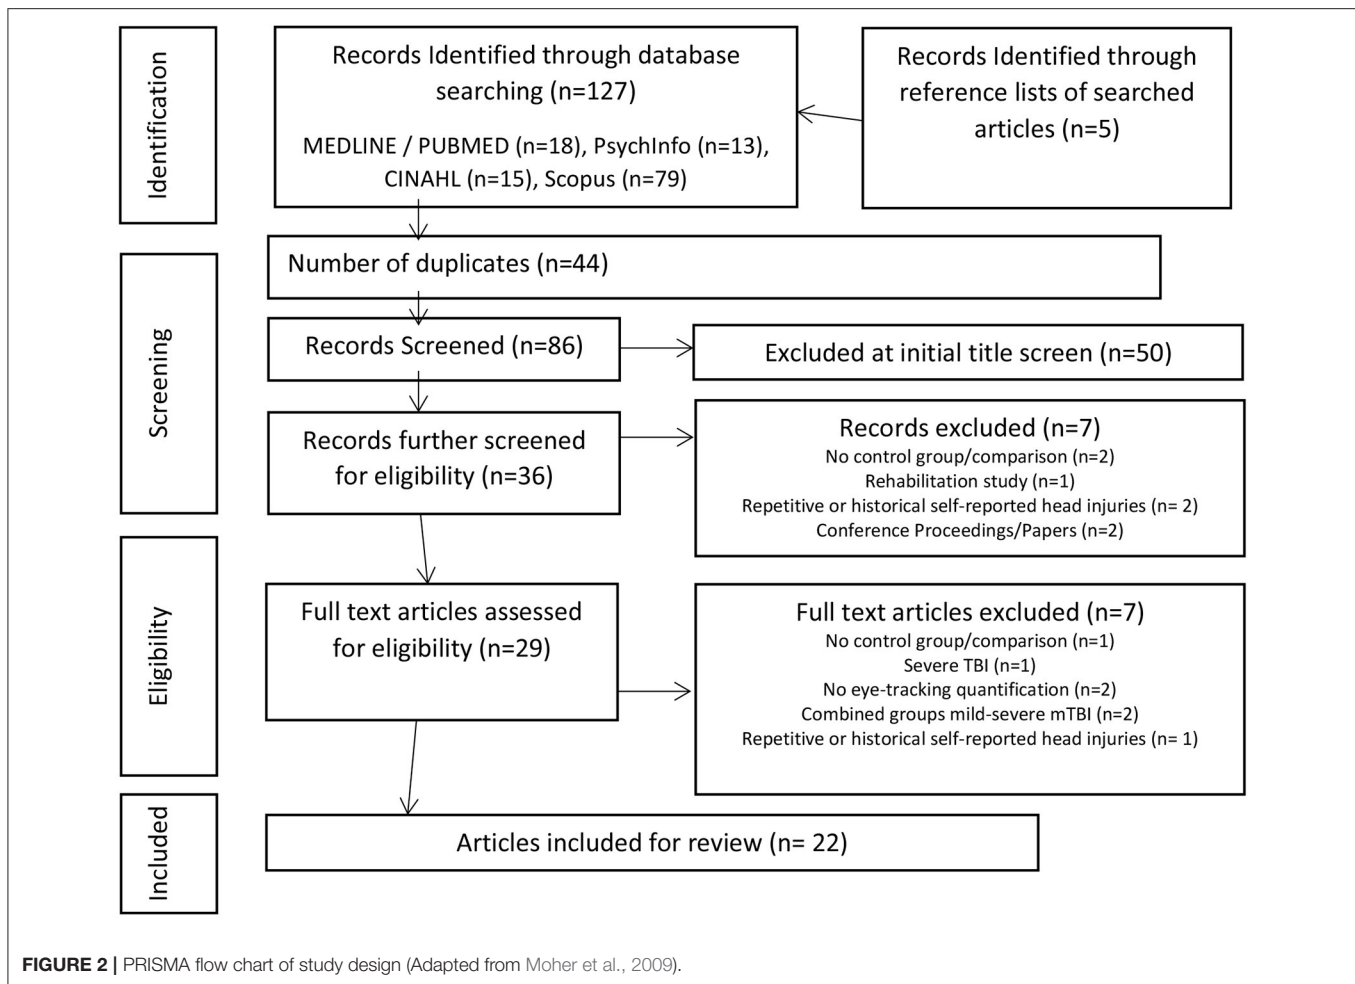 Identification
Records Identified through database
searching (n=127)
MEDLINE / PUBMED (n=18), PsychInfo (n=13),
CINAHL (n=15), Scopus (n=79)
Records Identified through
reference lists of searched
articles (n=5)
Screening
Number of duplicates (n=44)
Records Screened (n=86)
Excluded at initial title screen (n=50)
Records further screened
for eligibility (n=36)
Records excluded (n=7)
No control group/comparison (n=2)
Rehabilitation study (n=1)
Repetitive or historical self-reported head injuries (n= 2)
Conference Proceedings/Papers (n=2)
Eligibility
Full text articles assessed
for eligibility (n=29)
Full text articles excluded (n=7)
No control group/comparison (n=1)
Severe TBI (n=1)
No eye-tracking quantification (n=2)
Combined groups mild-severe mTBI (n=2)
Repetitive or historical self-reported head injuries (n= 1)
Included
Articles included for review (n= 22)
FIGURE 2 | PRISMA flow chart of study design (Adapted from Moher et al., 2009).